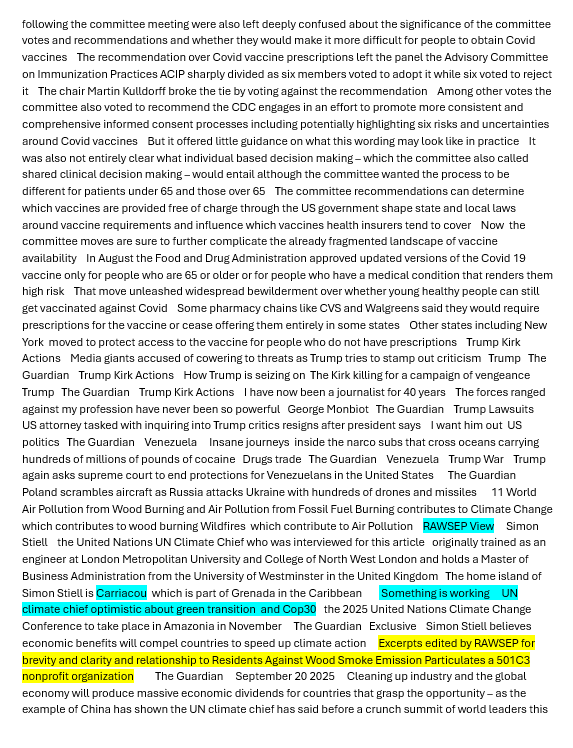 following the committee meeting were also left deeply confused about the significance of the committee
votes and recommendations and whether they would make it more difficult for people to obtain Covid
vaccines The recommendation over Covid vaccine prescriptions left the panel the Advisory Committee
on Immunization Practices ACIP sharply divided as six members voted to adopt it while six voted to reject
it The chair Martin Kulldorff broke the tie by voting against the recommendation Among other votes the
committee also voted to recommend the CDC engages in an effort to promote more consistent and
comprehensive informed consent processes including potentially highlighting six risks and uncertainties
around Covid vaccines But it offered little guidance on what this wording may look like in practice It
was also not entirely clear what individual based decision making – which the committee also called
shared clinical decision making – would entail although the committee wanted the process to be
different for patients under 65 and those over 65 The committee recommendations can determine
which vaccines are provided free of charge through the US government shape state and local laws
around vaccine requirements and influence which vaccines health insurers tend to cover Now the
committee moves are sure to further complicate the already fragmented landscape of vaccine
availability In August the Food and Drug Administration approved updated versions of the Covid 19
vaccine only for people who are 65 or older or for people who have a medical condition that renders them
high risk That move unleashed widespread bewilderment over whether young healthy people can still
get vaccinated against Covid Some pharmacy chains like CVS and Walgreens said they would require
prescriptions for the vaccine or cease offering them entirely in some states Other states including New
York moved to protect access to the vaccine for people who do not have prescriptions Trump Kirk
Actions Media giants accused of cowering to threats as Trump tries to stamp out criticism Trump The
Guardian Trump Kirk Actions How Trump is seizing on The Kirk killing for a campaign of vengeance
Trump The Guardian Trump Kirk Actions I have now been a journalist for 40 years The forces ranged
against my profession have never been so powerful George Monbiot The Guardian Trump Lawsuits
US attorney tasked with inquiring into Trump critics resigns after president says I want him out US
politics The Guardian Venezuela Insane journeys inside the narco subs that cross oceans carrying
hundreds of millions of pounds of cocaine Drugs trade The Guardian Venezuela Trump War Trump
again asks supreme court to end protections for Venezuelans in the United States The Guardian
Poland scrambles aircraft as Russia attacks Ukraine with hundreds of drones and missiles 11 World
Air Pollution from Wood Burning and Air Pollution from Fossil Fuel Burning contributes to Climate Change
which contributes to wood burning Wildfires which contribute to Air Pollution RAWSEP View Simon
Stiell the United Nations UN Climate Chief who was interviewed for this article originally trained as an
engineer at London Metropolitan University and College of North West London and holds a Master of
Business Administration from the University of Westminster in the United Kingdom The home island of
Simon Stiell is Carriacou which is part of Grenada in the Caribbean Something is working UN
climate chief optimistic about green transition and Cop30 the 2025 United Nations Climate Change
Conference to take place in Amazonia in November The Guardian Exclusive Simon Stiell believes
economic benefits will compel countries to speed up climate action Excerpts edited by RAWSEP for
brevity and clarity and relationship to Residents Against Wood Smoke Emission Particulates a 501C3
nonprofit organization The Guardian September 20 2025 Cleaning up industry and the global
economy will produce massive economic dividends for countries that grasp the opportunity – as the
example of China has shown the UN climate chief has said before a crunch summit of world leaders this